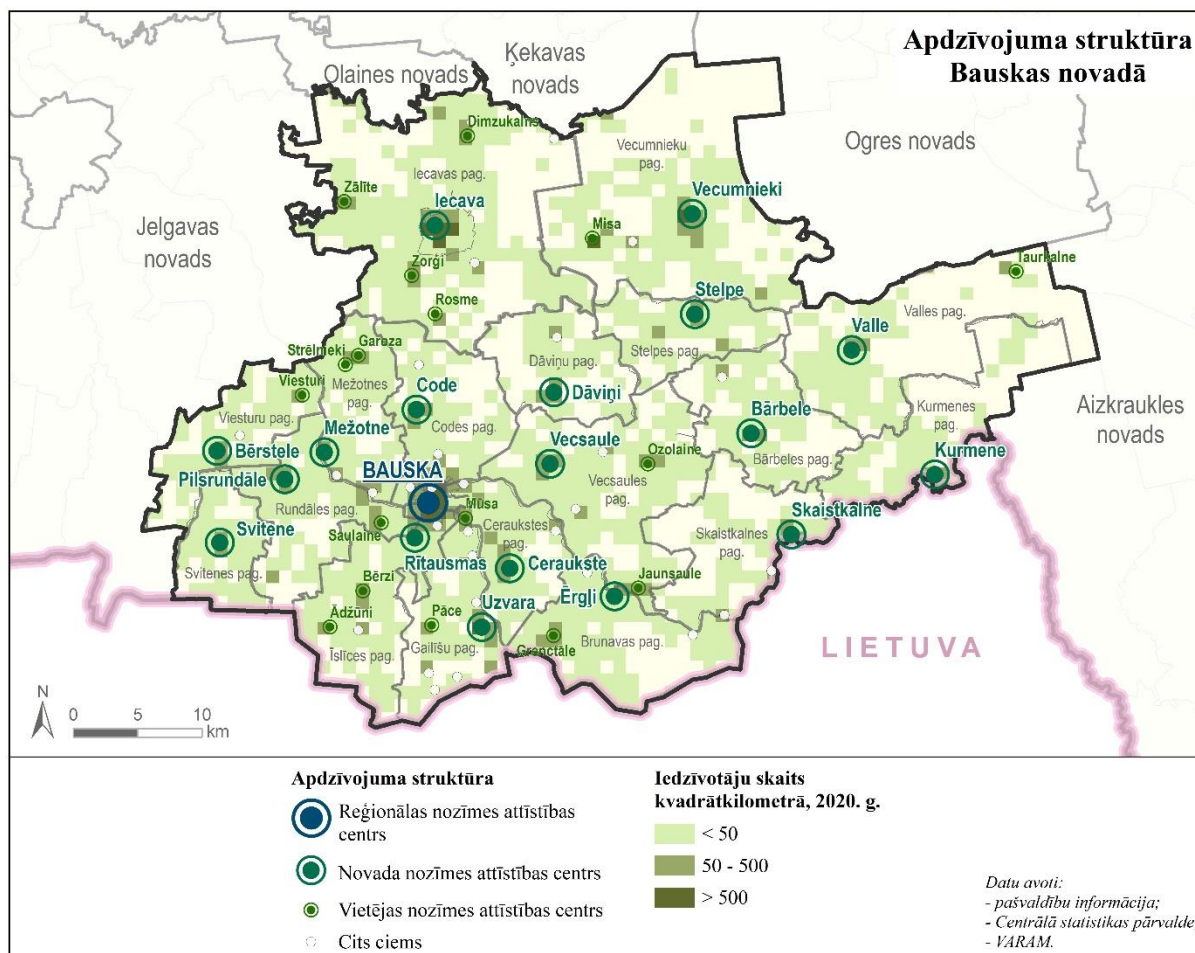 Apdzīvojuma struktūra
Bauskas novadā
Ķekavas
novads
Olaines novads
Ogres novads
Jelgavas
novads
Aizkraukles
novads
LIETUVA
Dimzukalns
Vecumnieku
pag.
Iecavas pag.
Zālīte
Iecava
Vecumnieki
Misa
Zorģi
Taurkalne
Rosme
Stelpe
Valles pag.
Valle
Garoza
Strēlnieki
Stelpes pag.
Dāviņu pag.
Mežotnes
pag.
Viesturi
Code
Dāviņi
Kurmenes
pag.
Viesturu pag.
Codes pag.
Bārbele
Mežotne
Bērstele
Vecsaule
Ozolaine
Bārbeles pag.
Kurmene
Pilsrundāle
BAUSKA
Vecsaules
pag.
Rundāles pag.
Mūsa
Skaistkalne
Saulaine
Ceraukstes
pag.
Svitene
Rītausmas
Skaistkalnes
pag.
Svitenes pag.
Ceraukste
Bērzi
Jaunsaule
Ērgļi
Ādžūni
Pāce
Uzvara
Grenctāle
Brunavas pag.
Īslīces pag.
Gailīšu pag.
N
0 5 10
km
Apdzīvojuma struktūra
Reģionālas nozīmes attīstības
centrs
Novada nozīmes attīstības centrs
Vietējas nozīmes attīstības centrs
Cits ciems
Iedzīvotāju skaits
kvadrātkilometrā, 2020. g.
< 50
50 - 500
> 500
Datu avoti:
- pašvaldību informācija;
- Centrālā statistikas pārvalde
- VARAM.